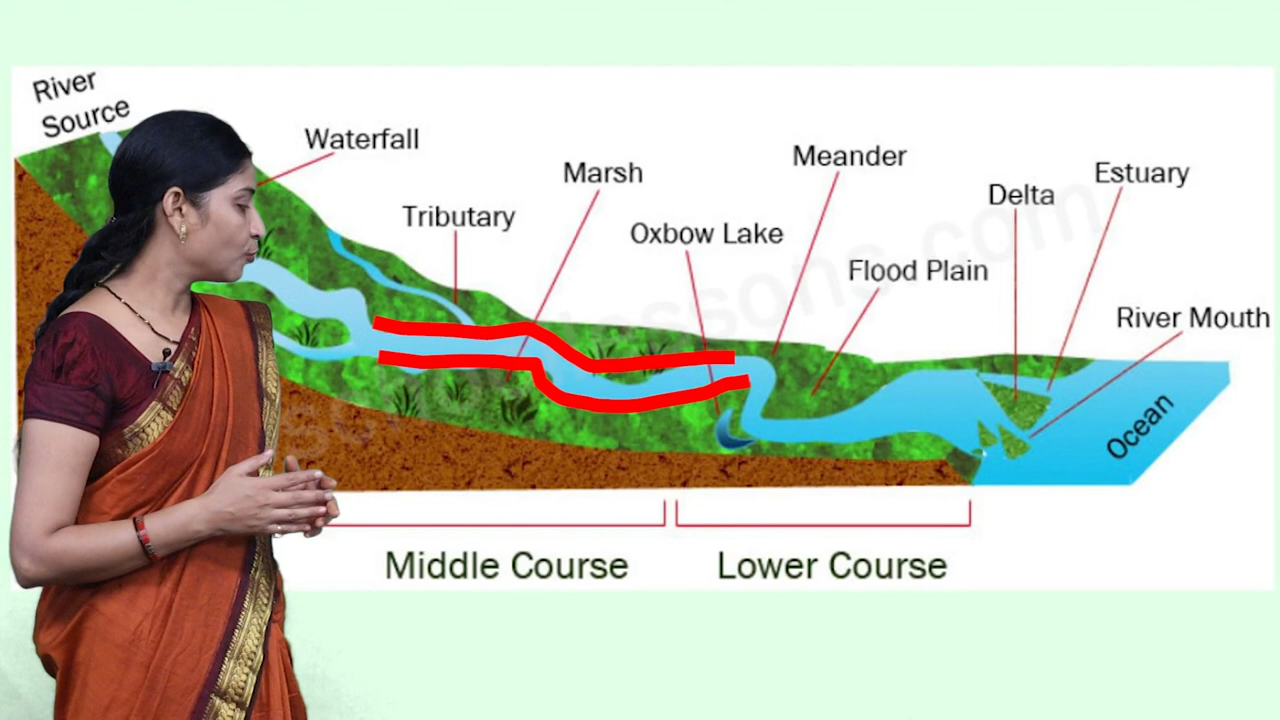 River
Source
Waterfall
Marsh
Meander
Estuary
Delta
Tributary
Oxbow Lake
Flood Plain
River Mouth
Ocean
Middle Course
Lower Course